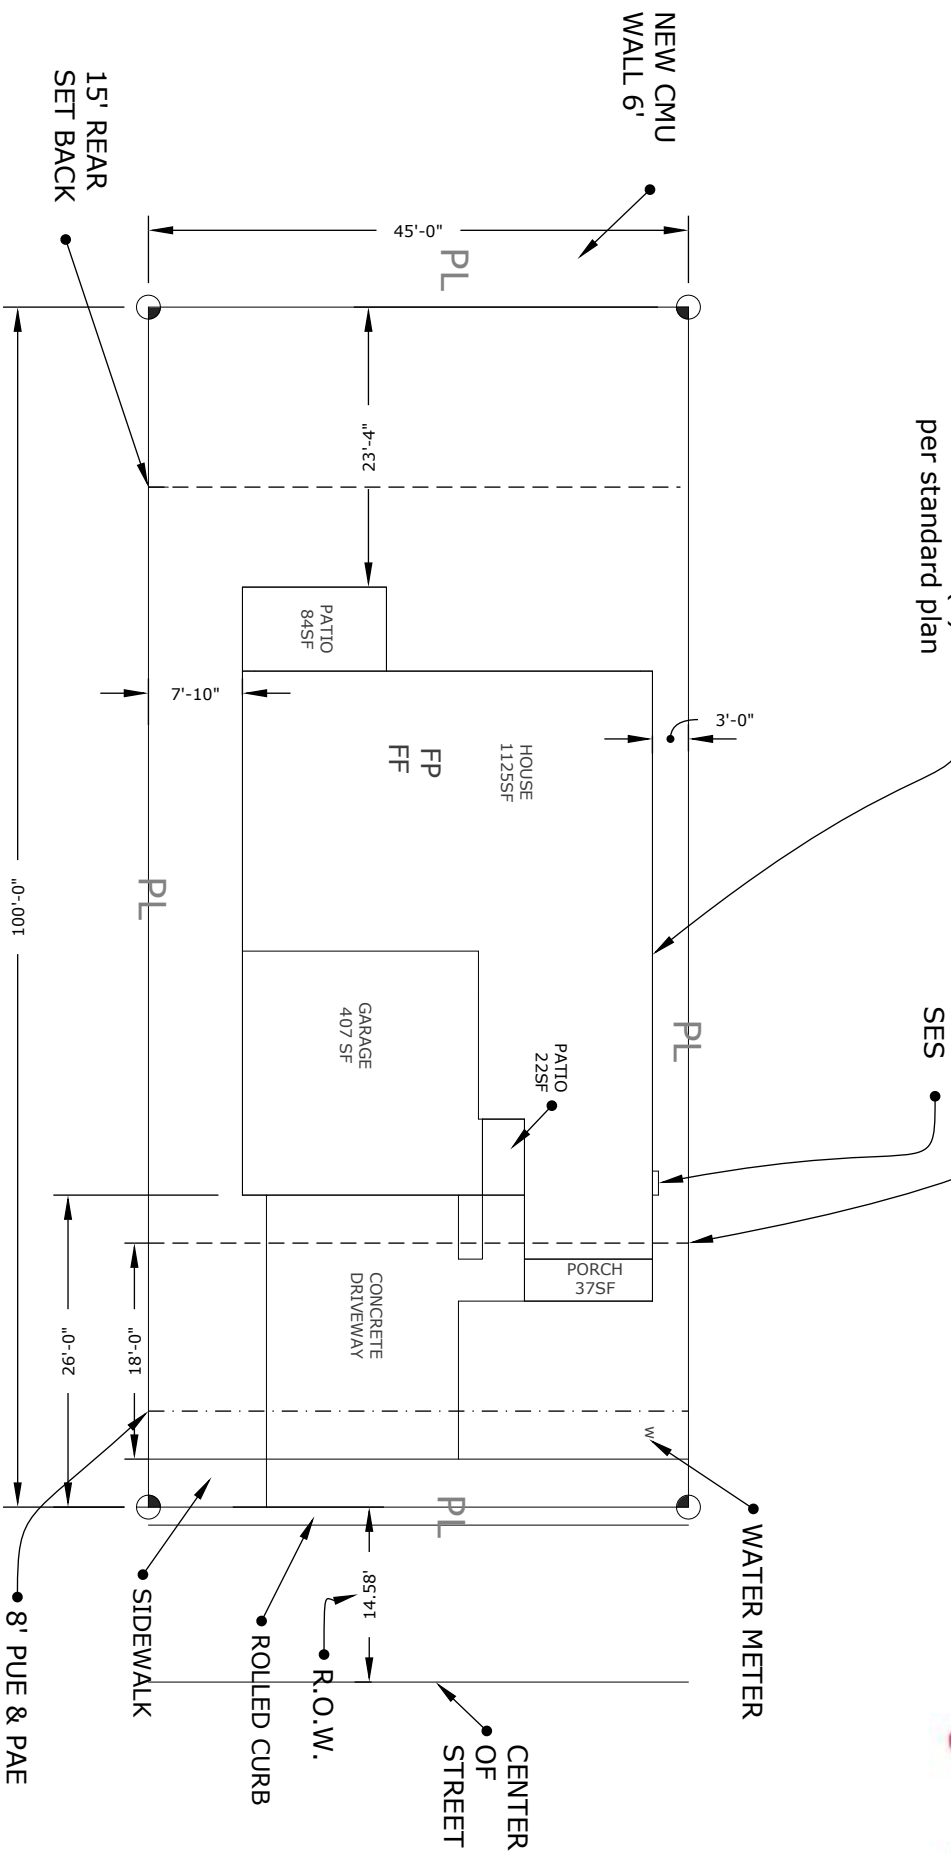 NEW CMU
WALL 6'
15' REAR
SET BACK
45'-0"
PL
23'-4"
per standard plan
PATIO
84SF
7'-10"
3'-0"
HOUSE
1125SF
FP
FF
100'-0"
PL
PL
SES
GARAGE
407 SF
PATIO
22SF
PORCH
37SF
CONCRETE
DRIVEWAY
26'-0"
18'-0"
W
PL
WATER METER
14.58'
SIDEWALK
ROLLED CURB
R.O.W.
8' PUE & PAE
CENTER
OF
STREET